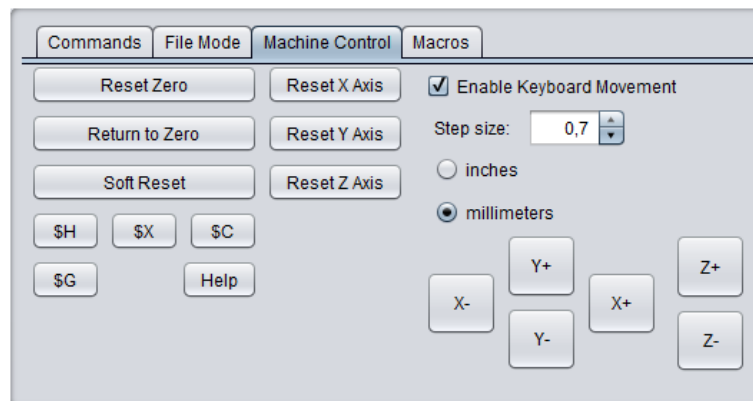 Commands File Mode Machine Control Macros
Reset Zero Reset X Axis Enable Keyboard Movement
Return to Zero Reset Y Axis Step size: 0,7
Soft Reset Reset Z Axis inches
$H $X $C millimeters
$G Help
Y+ Z+
X- X+
Y- Z-